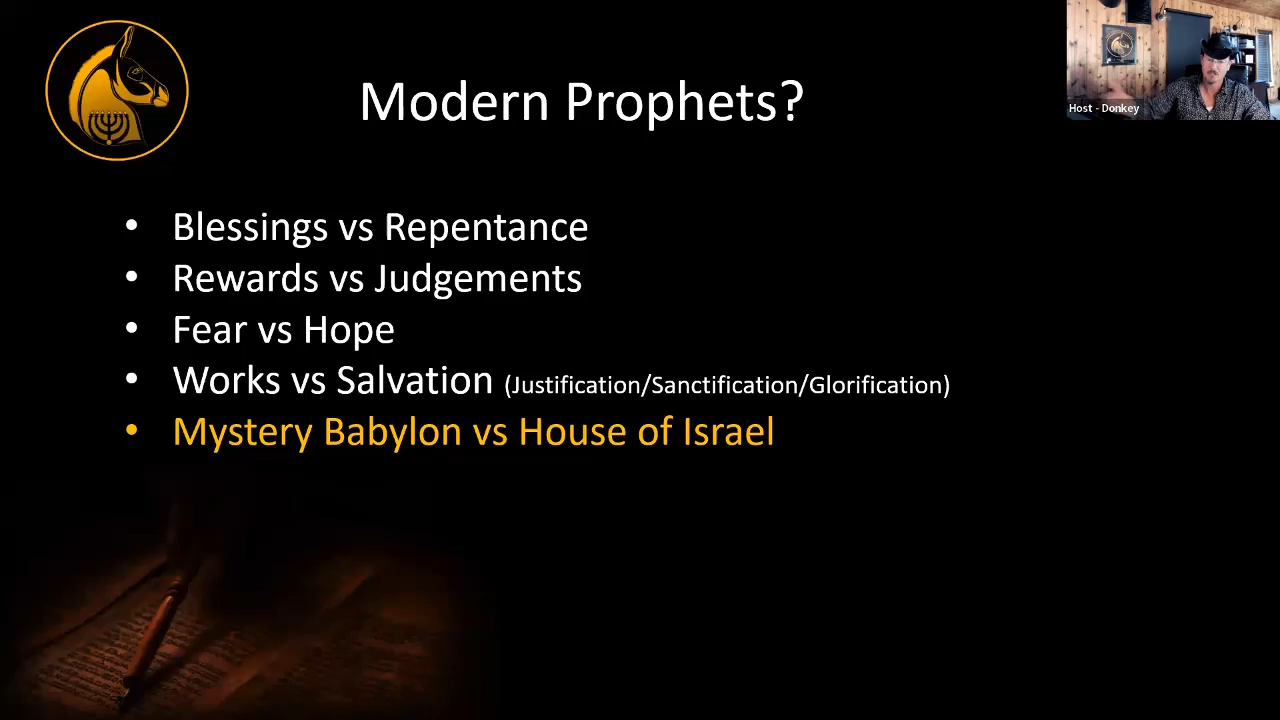 Modern Prophets?
Host - Donkey
• Blessings vs Repentance
• Rewards vs Judgements
• Fear vs Hope
• Works vs Salvation (Justification/Sanctification/Glorification)
• Mystery Babylon vs House of Israel